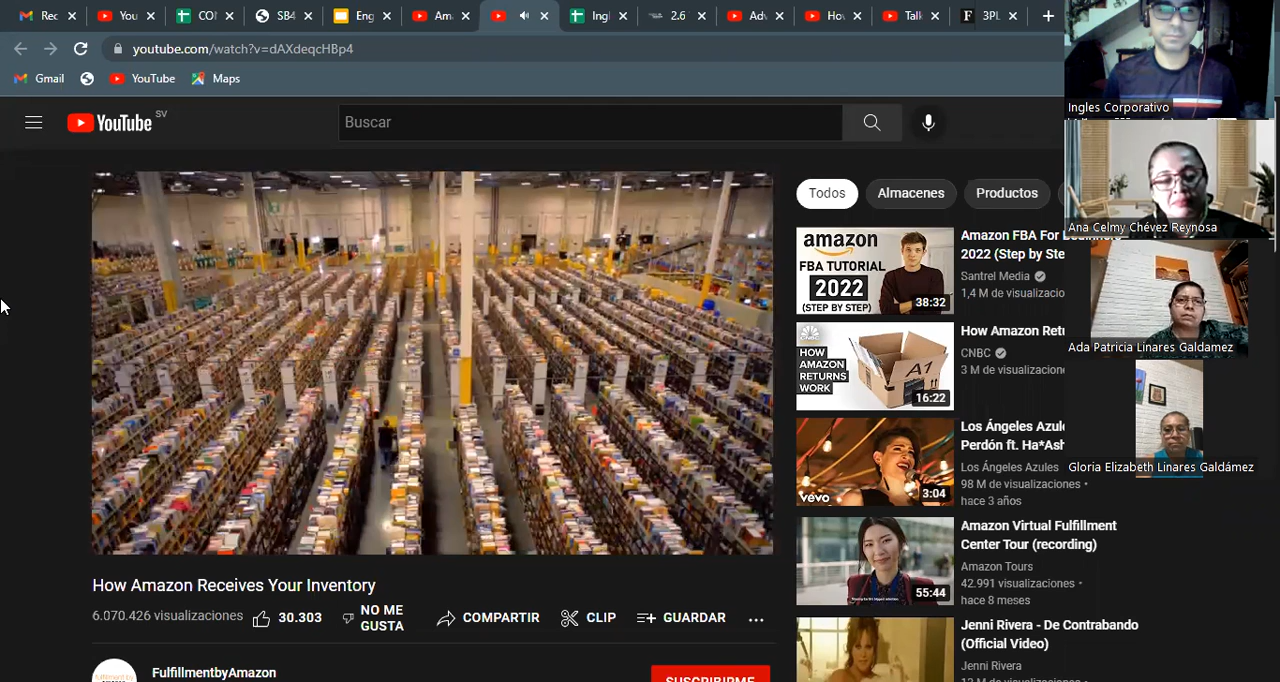 Rec
You
CO
SB4
Eng
Am
Ingl
2.6
Adv
Hov
Talk
3PL
youtube.com/watch?v=dAXdeqcHBp4
Gmail
YouTube
Maps
YouTube SV
Buscar
Todos
Almacenes
Productos
How Amazon Receives Your Inventory
6.070.426 visualizaciones
30.303
NO ME
GUSTA
COMPARTIR
CLIP
GUARDAR
FulfillmentbyAmazon
SUSCRIBIRME
amazon
FBA TUTORIAL
2022
(STEP BY STEP)
38:32
Amazon FBA For
2022 (Step by Ste
Santrel Media
1,4 M de visualizacio
CNBC
HOW
AMAZON
RETURNS
WORK
A1
16:22
How Amazon Retu
CNBC
3 M de visualizacione
vevo
3:04
Los Ángeles Azule
Perdón ft. Ha*Ash
Los Ángeles Azules
98 M de visualizaciones •
hace 3 años
55:44
Amazon Virtual Fulfillment
Center Tour (recording)
Amazon Tours
42.991 visualizaciones •
hace 8 meses
Jenni Rivera - De Contrabando
(Official Video)
Jenni Rivera
Ingles Corporativo
Ana Celmy Chévez Reynosa
Ada Patricia Linares Galdamez
Gloria Elizabeth Linares Galdámez